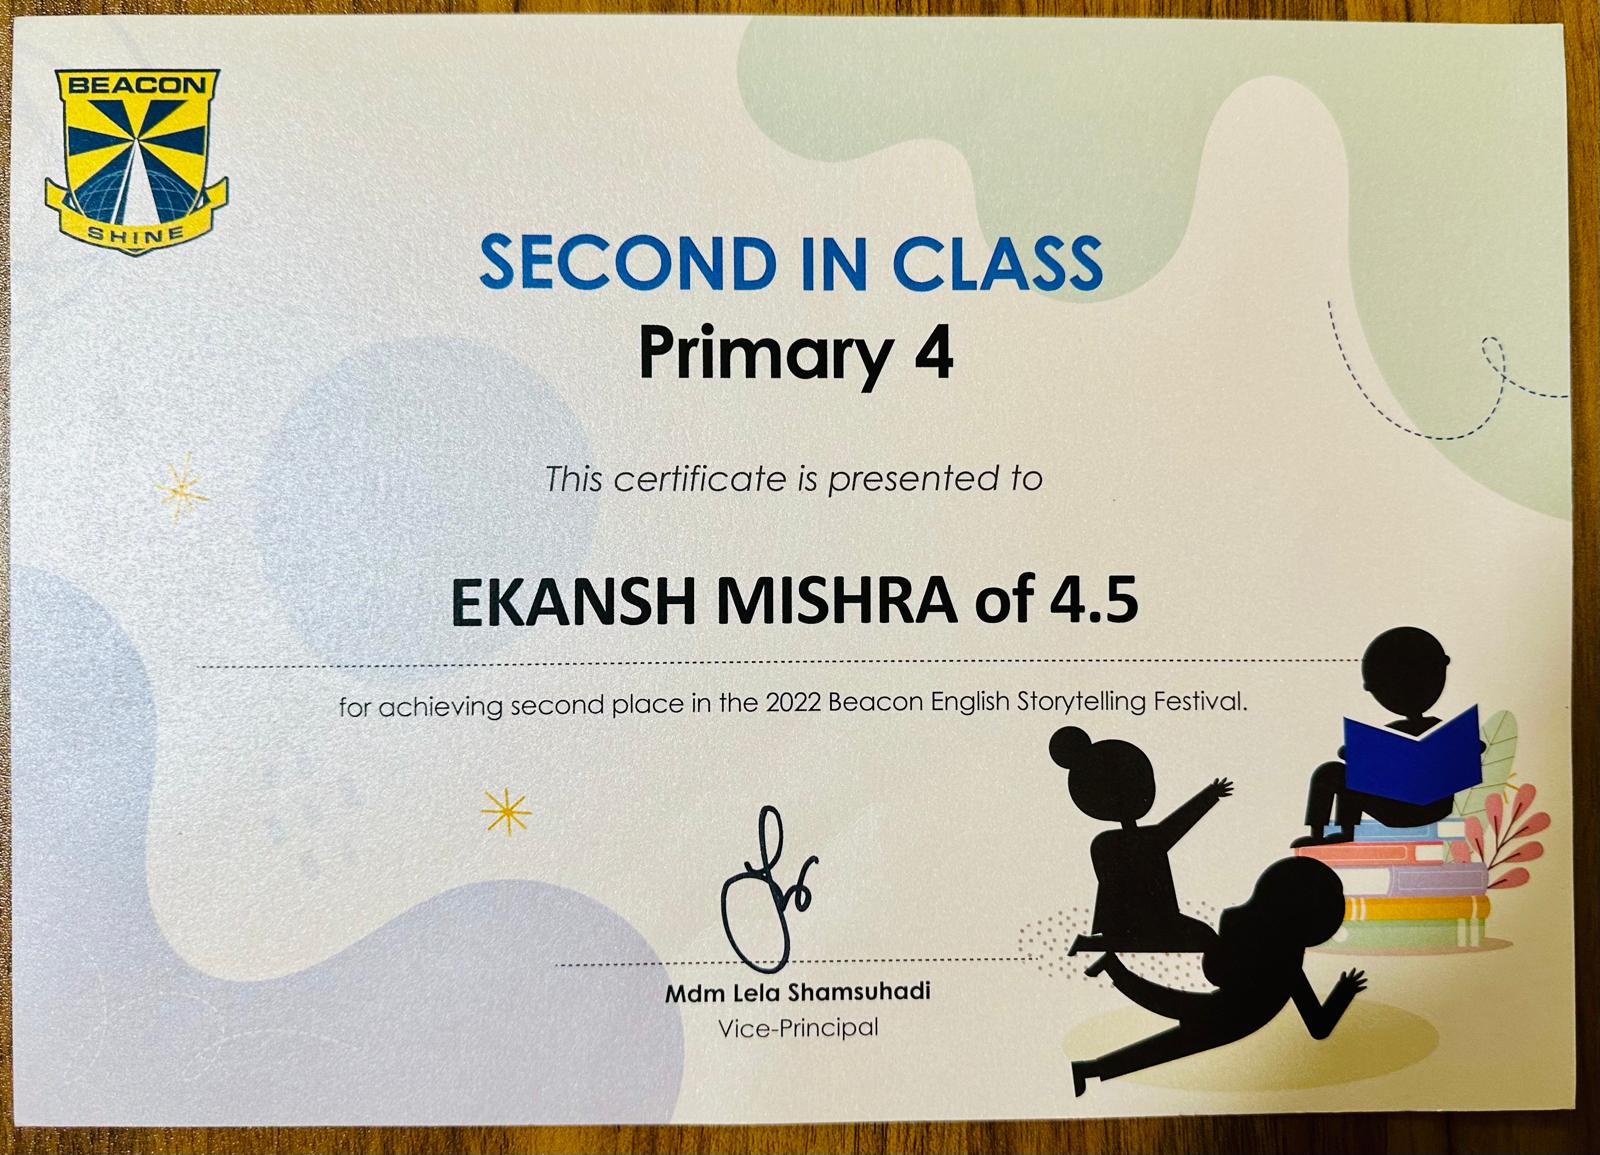 BEACON
SHINE
SECOND IN CLASS
Primary 4
This certificate is presented to
EKANSH MISHRA of 4.5
for achieving second place in the 2022 Beacon English Storytelling Festival.
Mdm Lela Shamsuhadi
Vice-Principal